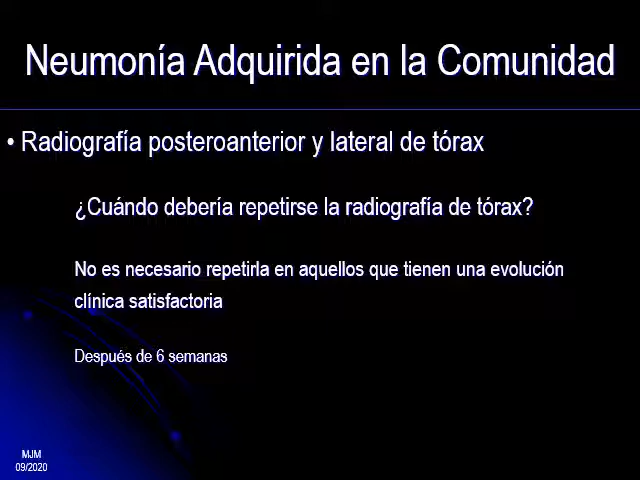 Neumonía Adquirida en la Comunidad
• Radiografía posteroanterior y lateral de tórax
¿Cuándo debería repetirse la radiografía de tórax?
No es necesario repetirla en aquellos que tienen una evolución
clínica satisfactoria
Después de 6 semanas
MJM
09/2020